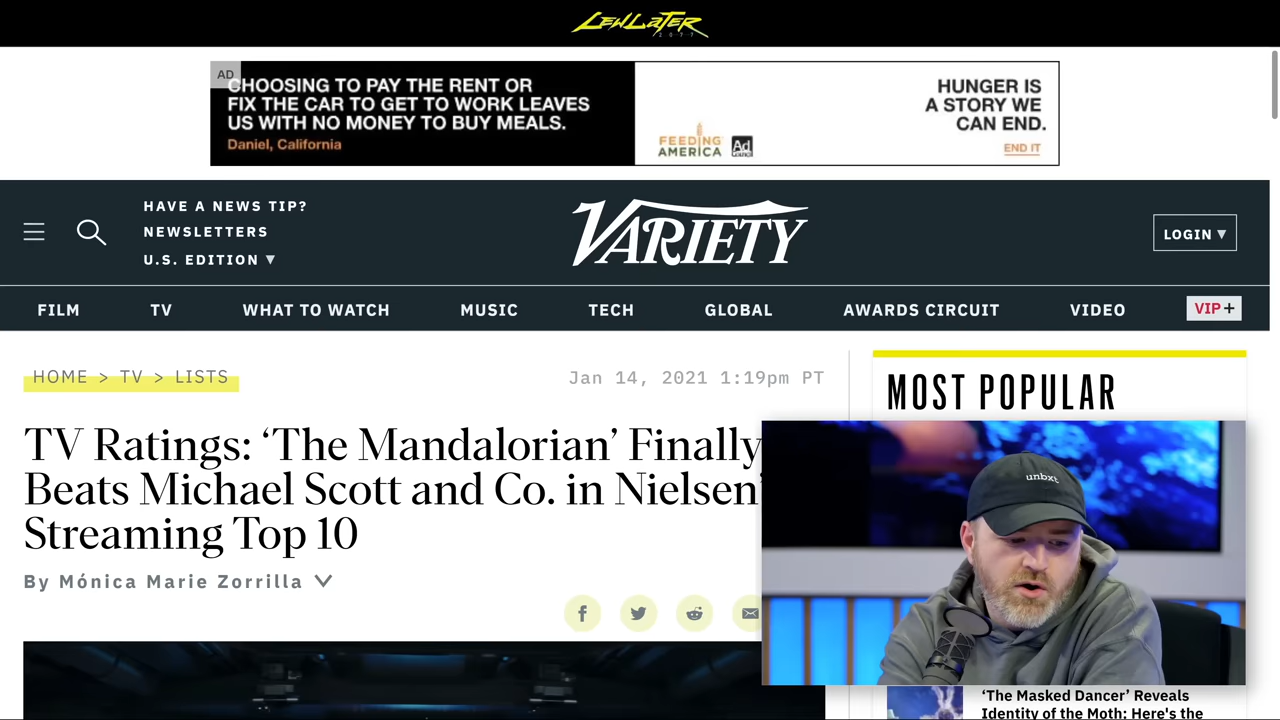 LEWLATER
2077
AD
CHOOSING TO PAY THE RENT OR
FIX THE CAR TO GET TO WORK LEAVES
US WITH NO MONEY TO BUY MEALS.
Daniel, California
FEEDING
AMERICA
Ad
HUNGER IS
A STORY WE
CAN END.
END IT
HAVE A NEWS TIP?
NEWSLETTERS
U.S. EDITION ▼
VARIETY
LOGIN ▼
FILM TV WHAT TO WATCH MUSIC TECH GLOBAL AWARDS CIRCUIT VIDEO VIP+
HOME > TV > LISTS
Jan 14, 2021 1:19pm PT
TV Ratings: ‘The Mandalorian’ Finally
Beats Michael Scott and Co. in Nielsen’
Streaming Top 10
By Mónica Marie Zorrilla
MOST POPULAR
unbxt
‘The Masked Dancer’ Reveals
Identity of the Moth: Here's the